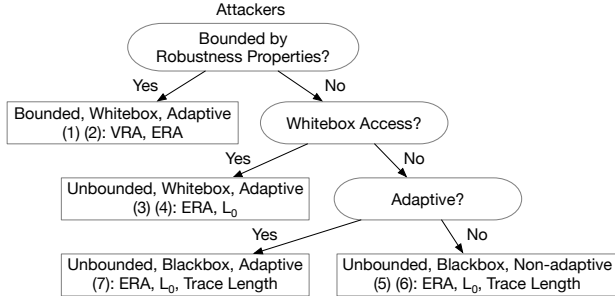 Attackers
Bounded by
Robustness Properties?
Yes
No
Bounded, Whitebox, Adaptive
(1) (2): VRA, ERA
Whitebox Access?
Yes
No
Unbounded, Whitebox, Adaptive
(3) (4): ERA, L₀
Adaptive?
Yes
No
Unbounded, Blackbox, Adaptive
(7): ERA, L₀, Trace Length
Unbounded, Blackbox, Non-adaptive
(5) (6): ERA, L₀, Trace Length